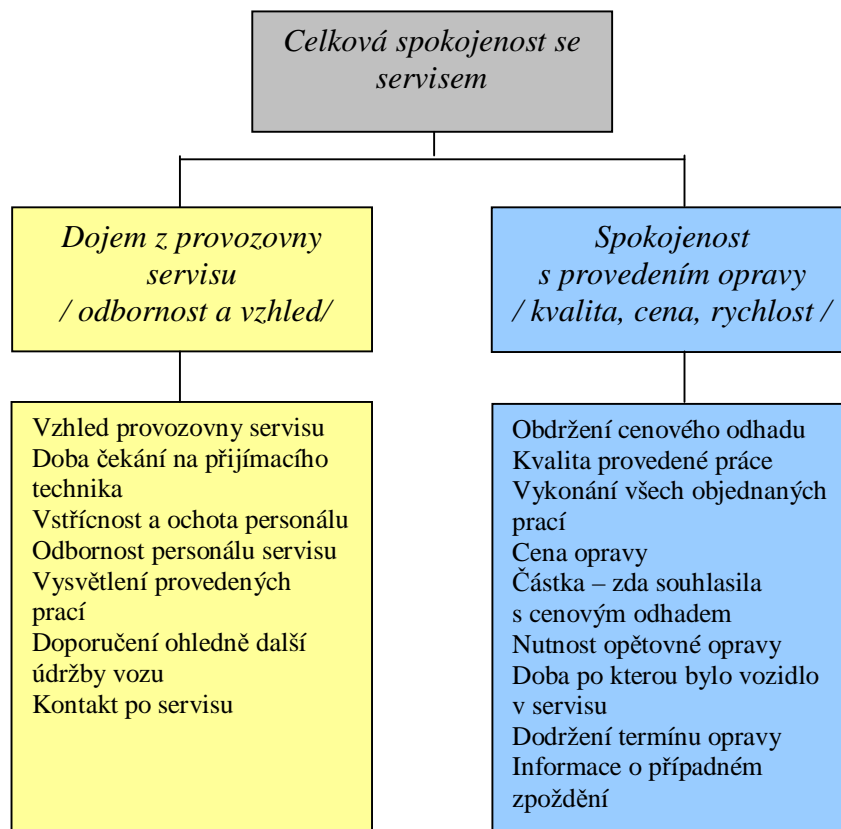 Celková spokojenost se
servisem
Dojem z provozovny
servisu
/ odbornost a vzhled/
Spokojenost
s provedením opravy
/ kvalita, cena, rychlost /
Vzhled provozovny servisu
Doba čekání na přijímacího
technika
Vstřícnost a ochota personálu
Odbornost personálu servisu
Vysvětlení provedených
prací
Doporučení ohledně další
údržby vozu
Kontakt po servisu
Obdržení cenového odhadu
Kvalita provedené práce
Vykonání všech objednaných
prací
Cena opravy
Částka – zda souhlasila
s cenovým odhadem
Nutnost opětovné opravy
Doba po kterou bylo vozidlo
v servisu
Dodržení termínu opravy
Informace o případném
zpoždění